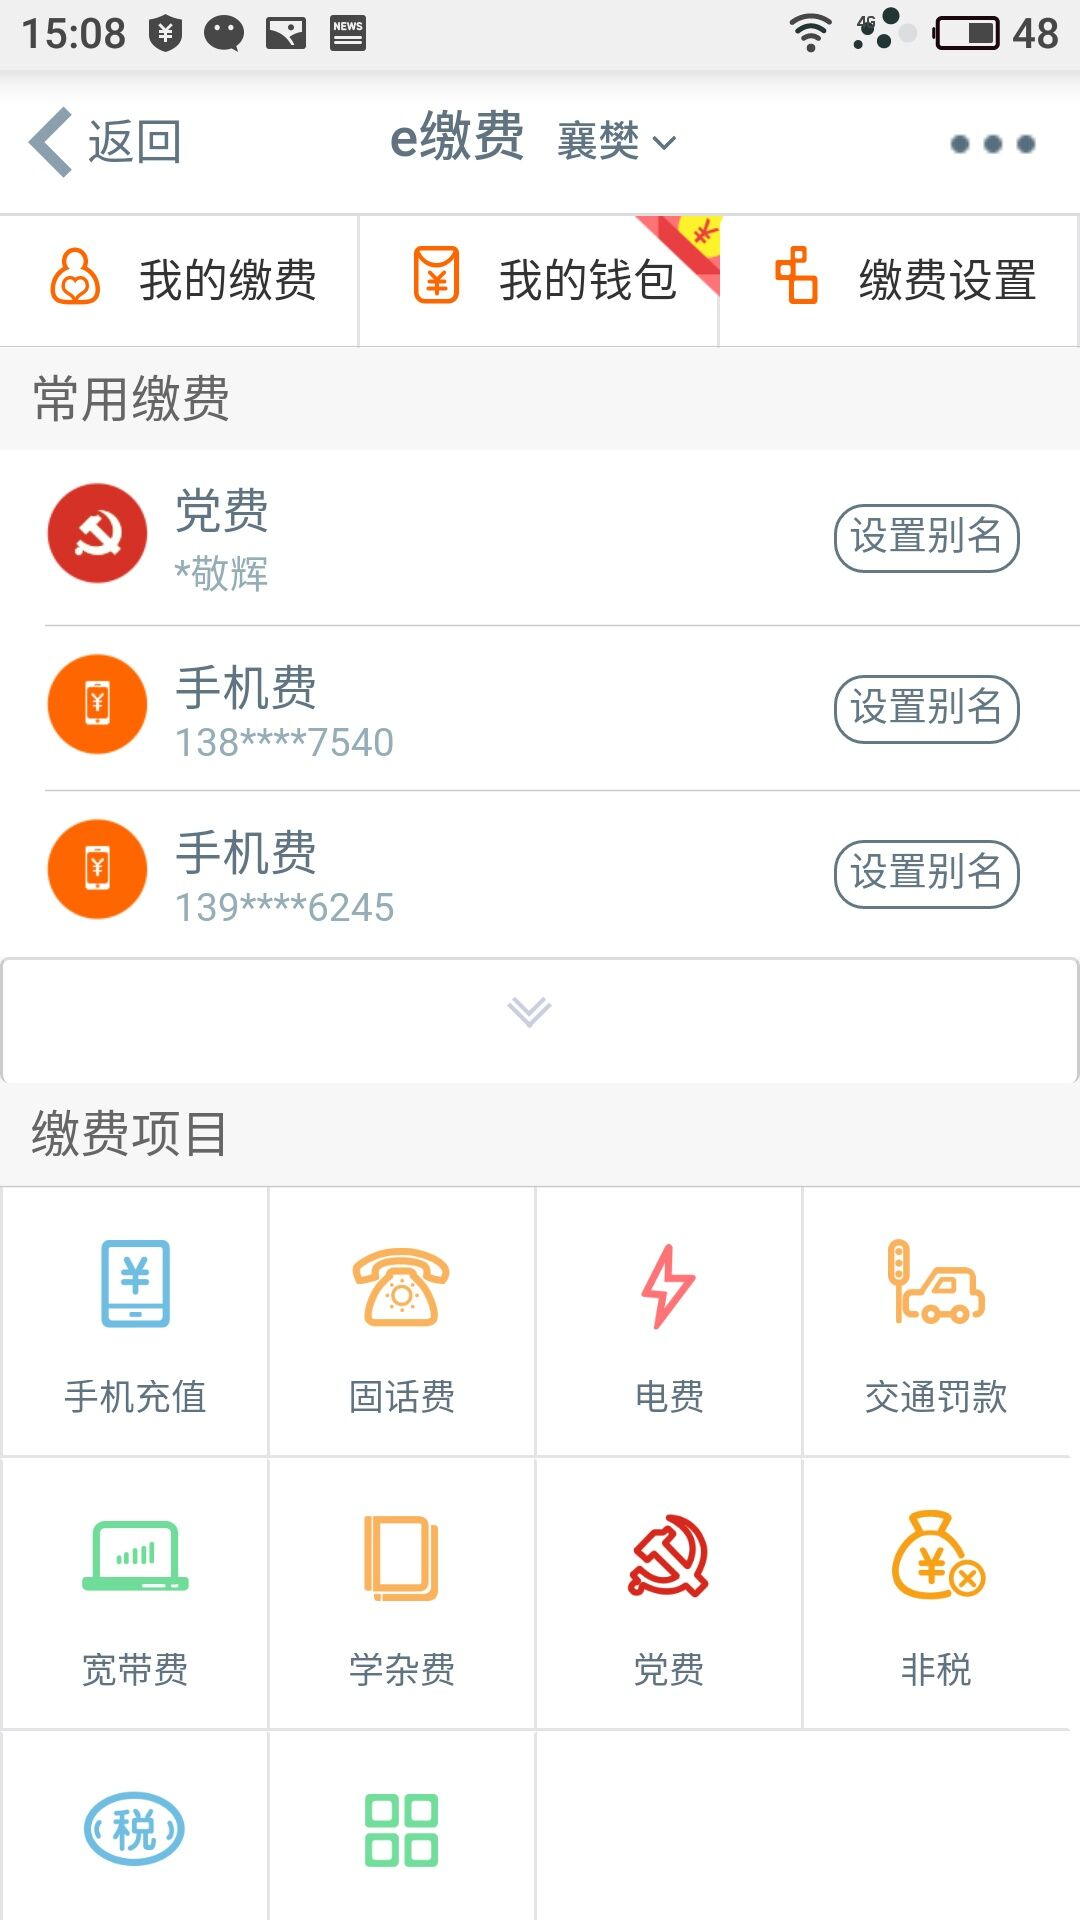 15:08 NEWS 4G 48
返回 e缴费 襄樊
我的缴费 我的钱包 缴费设置
常用缴费
党费
*敬辉
设置别名
手机费
138****7540
设置别名
手机费
139****6245
设置别名
缴费项目
手机充值 固话费 电费 交通罚款
宽带费 学杂费 党费 非税
税